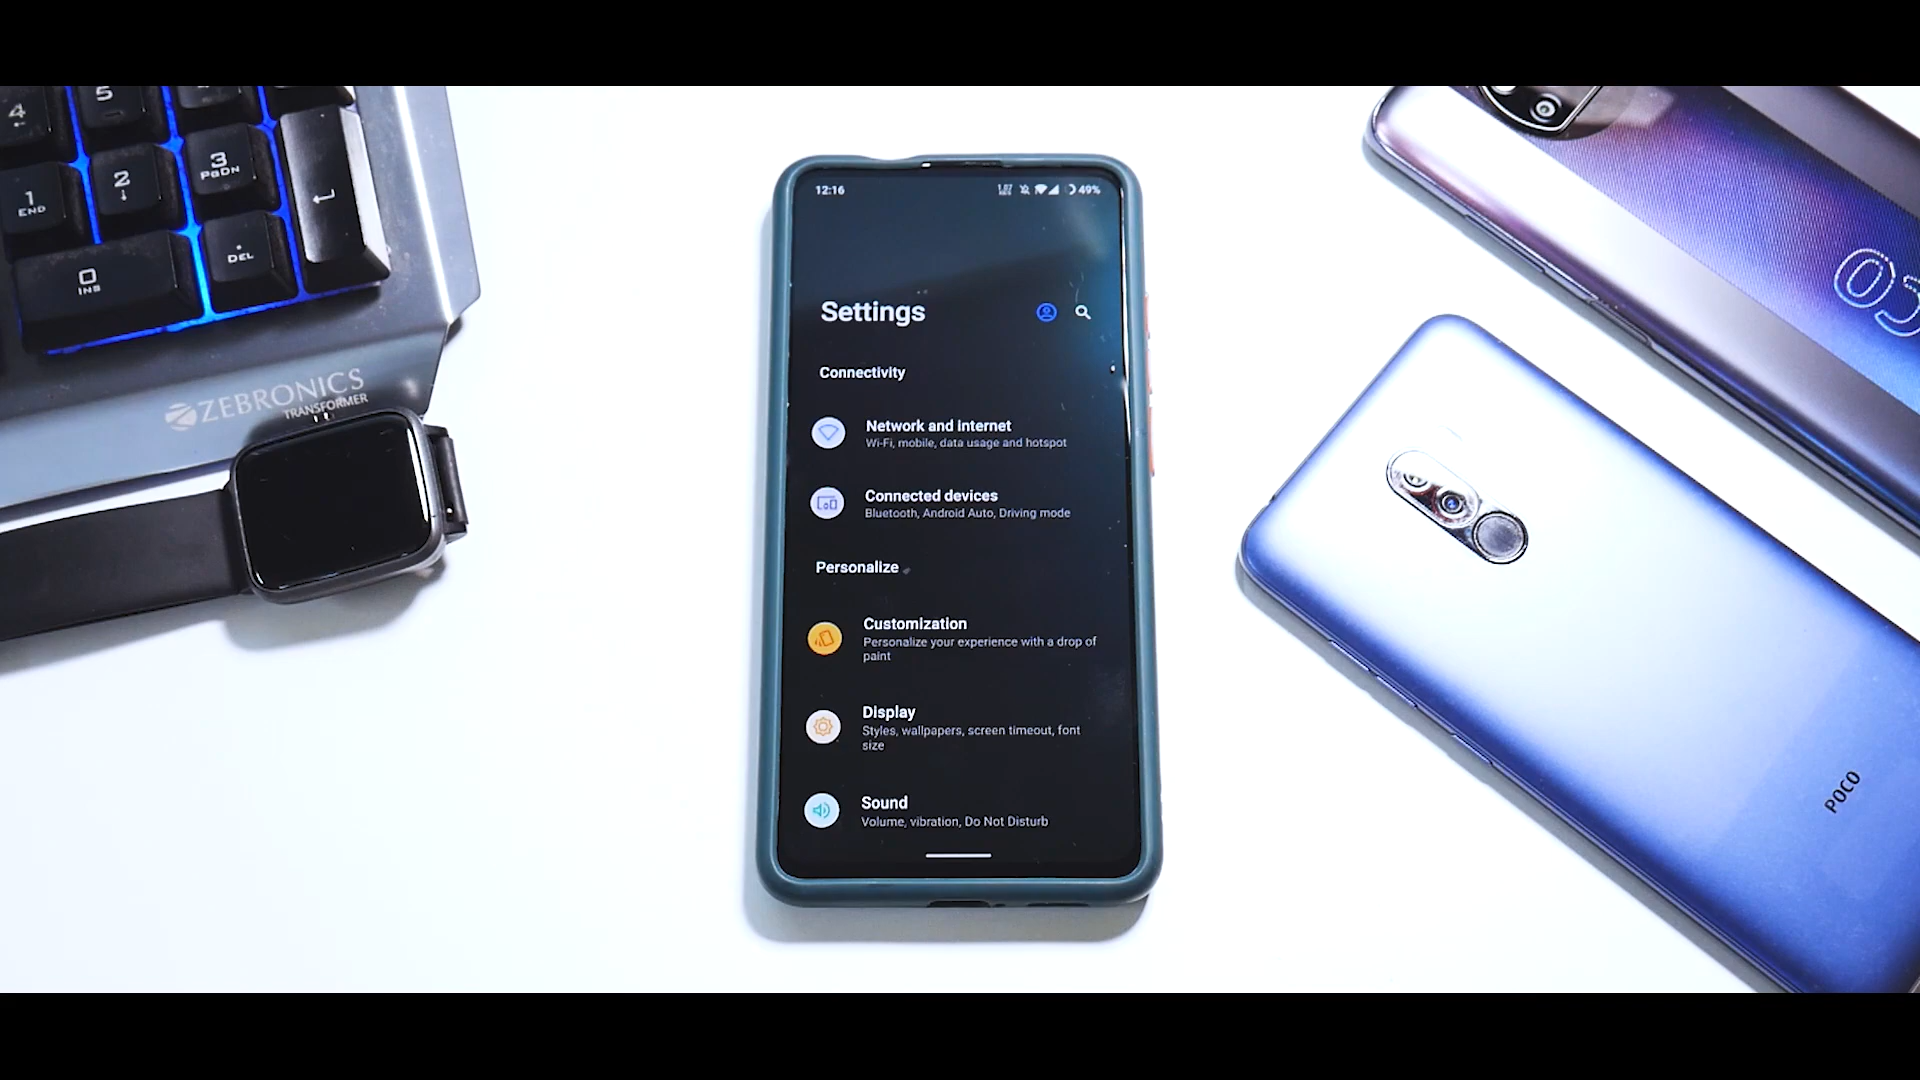 4
5
1
END
2
3
PgDn
0
INS
.
DEL
ZEBRONICS
TRANSFORMER
12:16
49%
Settings
Connectivity
Network and internet
Wi-Fi, mobile, data usage and hotspot
Connected devices
Bluetooth, Android Auto, Driving mode
Personalize
Customization
Personalize your experience with a drop of
paint
Display
Styles, wallpapers, screen timeout, font
size
Sound
Volume, vibration, Do Not Disturb
POCO